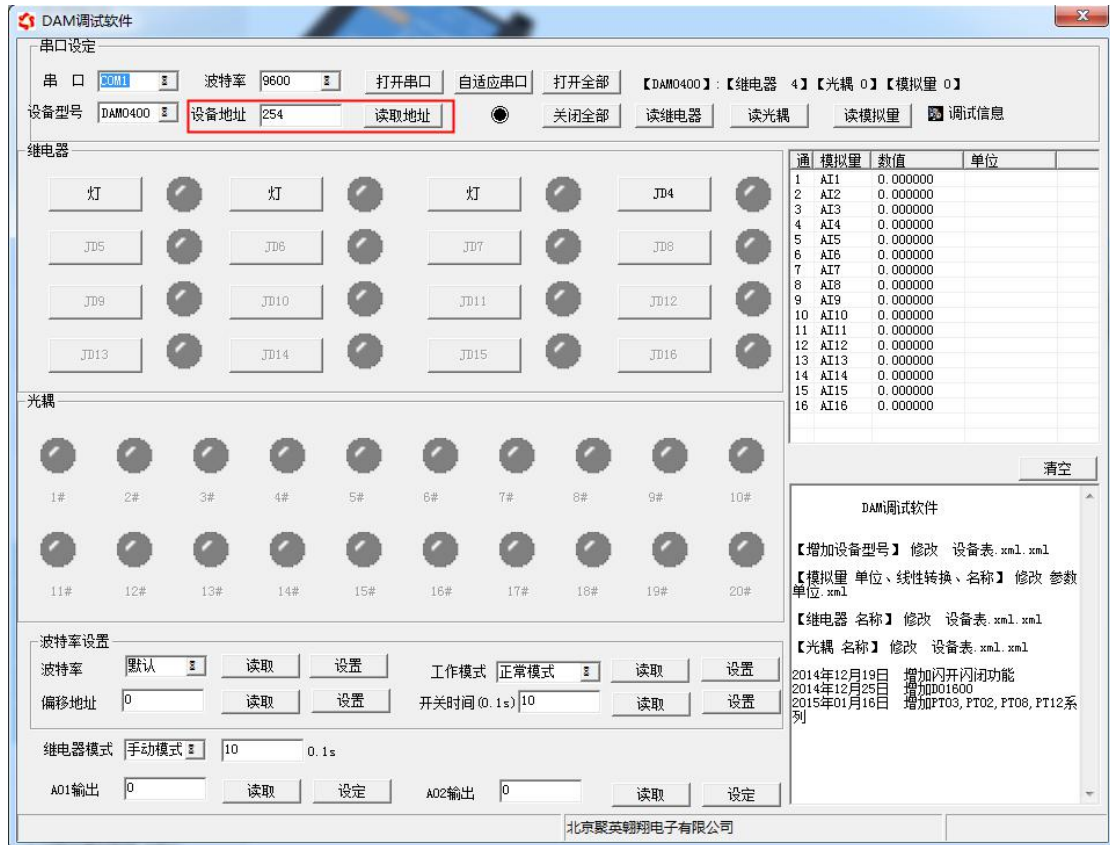 DAM调试软件
串口设定
串 口 COM1 波特率 9600 打开串口 自适应串口 打开全部 【DAM0400】:【继电器 4】【光耦 0】【模拟量 0】
设备型号 DAM0400 设备地址 254 读取地址 关闭全部 读继电器 读光耦 读模拟量 调试信息
继电器
灯 灯 灯 JD4
JD5 JD6 JD7 JD8
JD9 JD10 JD11 JD12
JD13 JD14 JD15 JD16
通 模拟量 数值 单位
1 AI1 0.000000
2 AI2 0.000000
3 AI3 0.000000
4 AI4 0.000000
5 AI5 0.000000
6 AI6 0.000000
7 AI7 0.000000
8 AI8 0.000000
9 AI9 0.000000
10 AI10 0.000000
11 AI11 0.000000
12 AI12 0.000000
13 AI13 0.000000
14 AI14 0.000000
15 AI15 0.000000
16 AI16 0.000000
光耦
1# 2# 3# 4# 5# 6# 7# 8# 9# 10#
11# 12# 13# 14# 15# 16# 17# 18# 19# 20#
清空
DAM调试软件
【增加设备型号】 修改 设备表.xml.xml
【模拟量 单位、线性转换、名称】 修改 参数
单位.xml
【继电器 名称】 修改 设备表.xml.xml
【光耦 名称】 修改 设备表.xml.xml
2014年12月19日 增加闪开闪闭功能
2014年12月25日 增加DO1600
2015年01月16日 增加PT03,PT02,PT08,PT12系
列
波特率设置
波特率 默认 读取 设置 工作模式 正常模式 读取 设置
偏移地址 0 读取 设置 开关时间(0.1s) 10 读取 设置
继电器模式 手动模式 10 0.1s
AO1输出 0 读取 设定 AO2输出 0 读取 设定
北京聚英翱翔电子有限公司